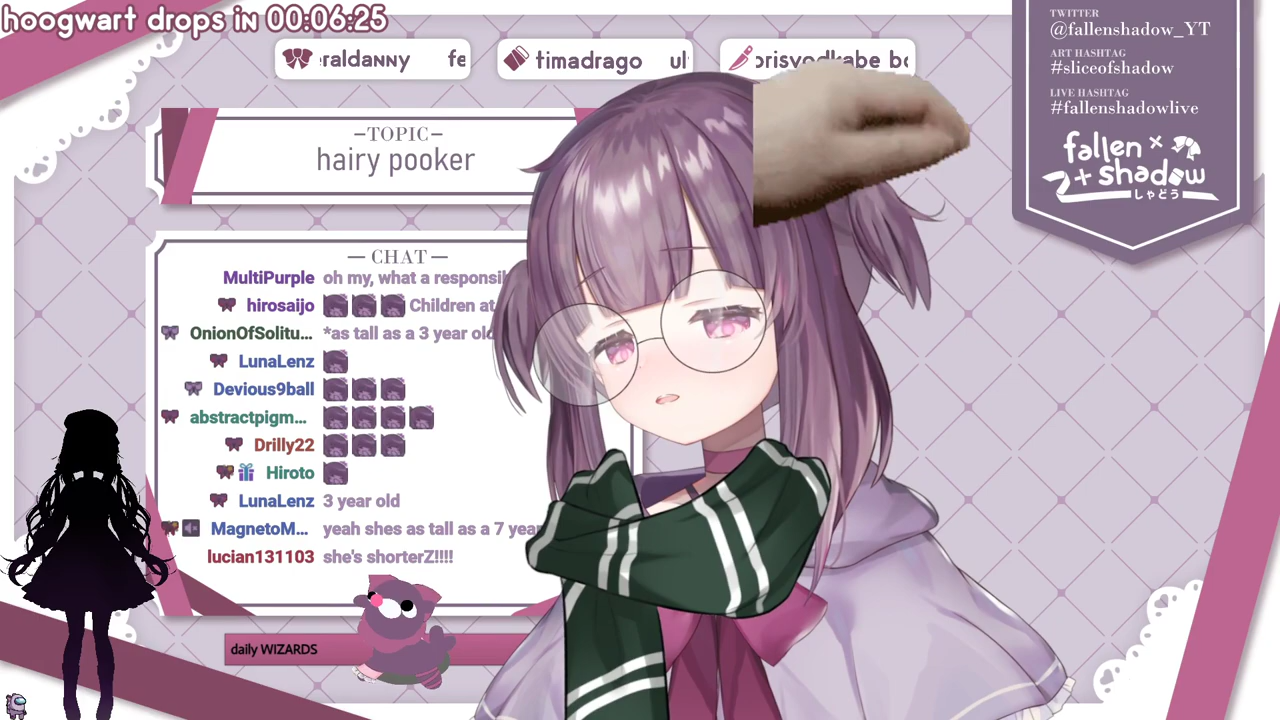 hoogwart drops in 00:06:25
raldanny fe
timadrago ul
orisvodkabe bo
TWITTER
@fallenshadow_YT
ART HASHTAG
#sliceofshadow
LIVE HASHTAG
#fallenshadowlive
fallen
shadow
しゃどう
–TOPIC–
hairy pooker
— CHAT —
MultiPurple oh my, what a responsi
hirosaijo Children at
OnionOfSolitu... *as tall as a 3 year old
LunaLenz
Devious9ball
abstractpigm...
Drilly22
Hiroto
LunaLenz 3 year old
MagnetoM... yeah shes as tall as a 7 year
lucian131103 she's shorterZ!!!!
daily WIZARDS